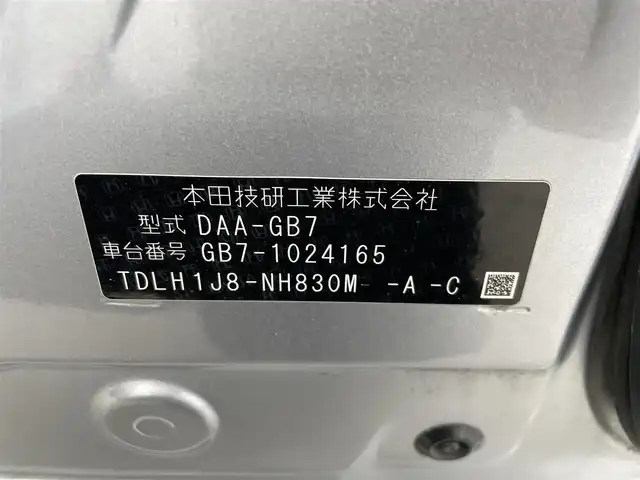 本田技研工業株式会社
型式 DAA-GB7
車台番号 GB7-1024165
TDLH1J8-NH830M -A-C